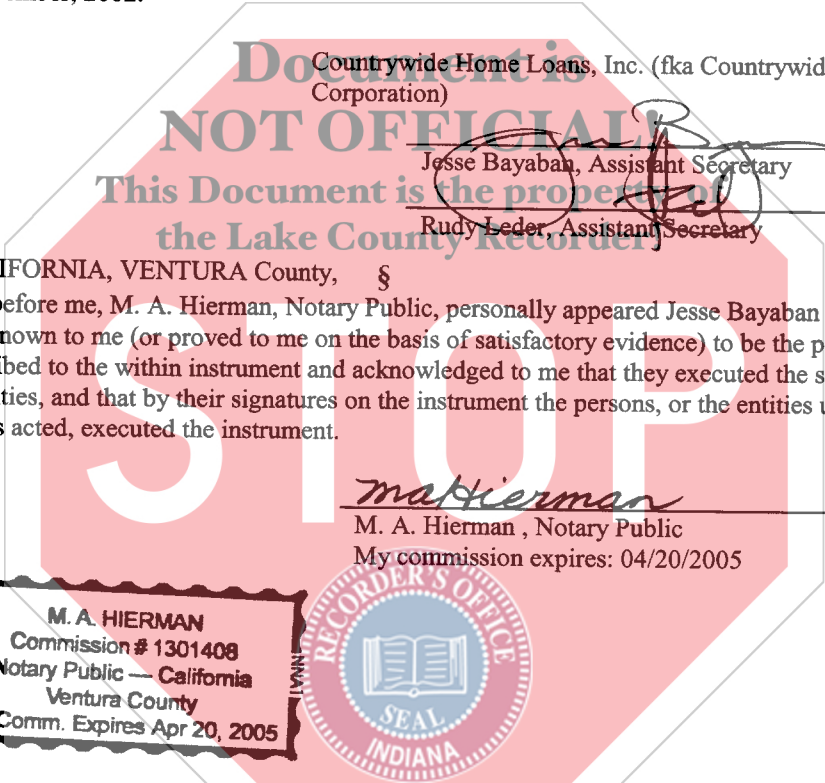 2002.
Countrywide Home Loans, Inc. (fka Countrywid
Corporation)
Document is
NOT OFFICIAL!
This Document is the property of
the Lake County Recorder!
Jesse Bayaban, Assistant Secretary
Rudy Leder, Assistant Secretary
IFORNIA, VENTURA County, §
before me, M. A. Hierman, Notary Public, personally appeared Jesse Bayaban
nown to me (or proved to me on the basis of satisfactory evidence) to be the p
bed to the within instrument and acknowledged to me that they executed the s
ties, and that by their signatures on the instrument the persons, or the entities u
s acted, executed the instrument.
STOP
MaHierman
M. A. Hierman , Notary Public
My commission expires: 04/20/2005
M. A. HIERMAN
Commission # 1301408
Notary Public — California
Ventura County
Comm. Expires Apr 20, 2005
NNA
RECORDER'S OFFICE
SEAL
INDIANA